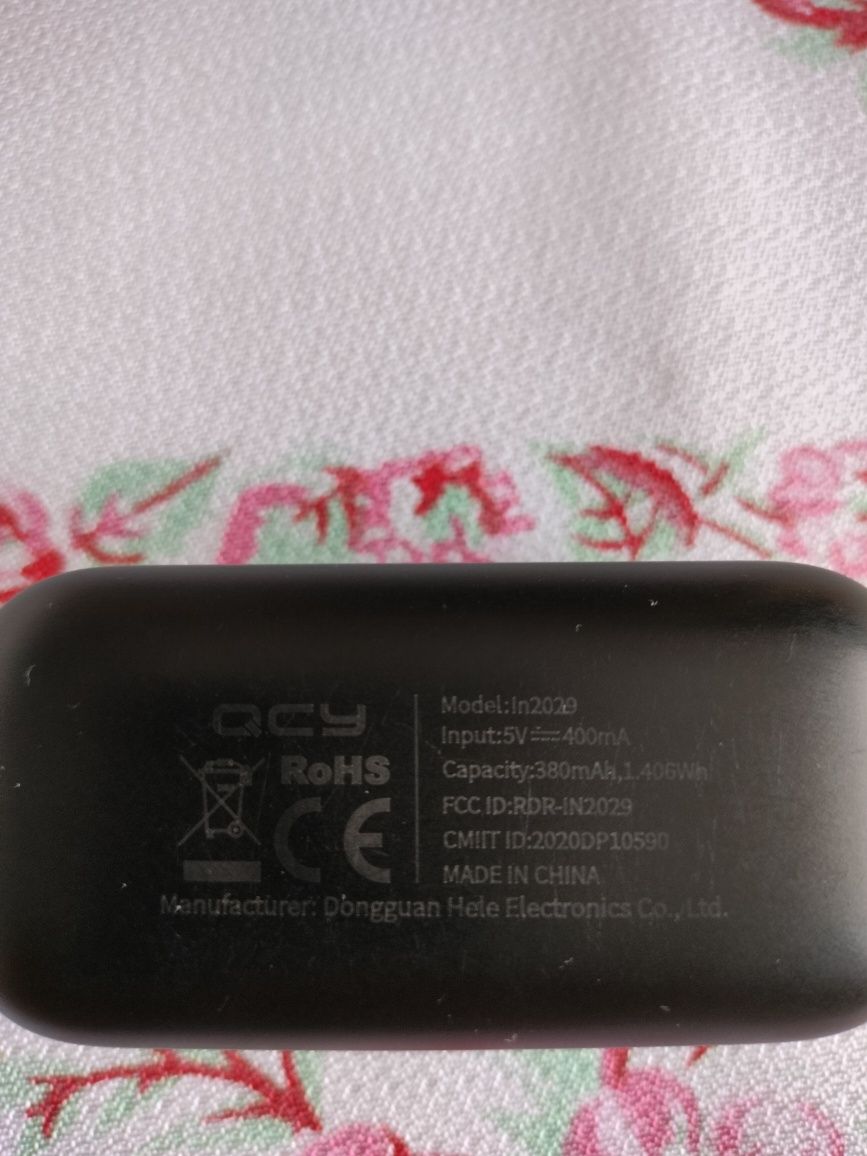 QCY
RoHS
CE
Model:In2029
Input:5V⎓400mA
Capacity:380mAh,1.406Wh
FCC ID:RDR-IN2029
CMIIT ID:2020DP10590
MADE IN CHINA
Manufacturer: Dongguan Hele Electronics Co.,Ltd.